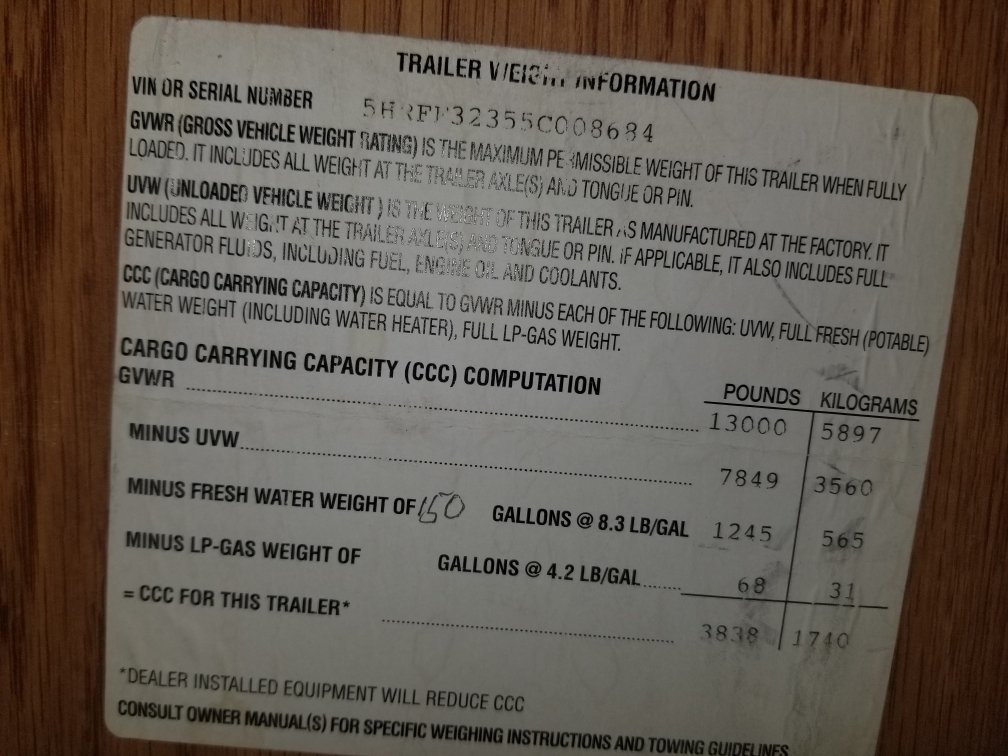 TRAILER WEIGHT INFORMATION
VIN OR SERIAL NUMBER
GVWR (GROSS VEHICLE WEIGHT RATING) IS THE MAXIMUM PERMISSIBLE WEIGHT OF THIS TRAILER WHEN FULLY
LOADED. IT INCLUDES ALL WEIGHT AT THE TRAILER AXLE(S) AND TONGUE OR PIN.
UVW (UNLOADED VEHICLE WEIGHT ) IS THE WEIGHT OF THIS TRAILER AS MANUFACTURED AT THE FACTORY. IT
INCLUDES ALL WEIGHT AT THE TRAILER AXLE(S) AND TONGUE OR PIN. IF APPLICABLE, IT ALSO INCLUDES FULL
GENERATOR FLUIDS, INCLUDING FUEL, ENGINE OIL AND COOLANTS.
CCC (CARGO CARRYING CAPACITY) IS EQUAL TO GVWR MINUS EACH OF THE FOLLOWING: UVW, FULL FRESH (POTABLE)
WATER WEIGHT (INCLUDING WATER HEATER), FULL LP-GAS WEIGHT.
CARGO CARRYING CAPACITY (CCC) COMPUTATION POUNDS KILOGRAMS
GVWR 13000 5897
MINUS UVW 7849 3560
MINUS FRESH WATER WEIGHT OF 150 GALLONS @ 8.3 LB/GAL 1245 565
MINUS LP-GAS WEIGHT OF GALLONS @ 4.2 LB/GAL 68 31
= CCC FOR THIS TRAILER* 3838 1740
*DEALER INSTALLED EQUIPMENT WILL REDUCE CCC
CONSULT OWNER MANUAL(S) FOR SPECIFIC WEIGHING INSTRUCTIONS AND TOWING GUIDELINES